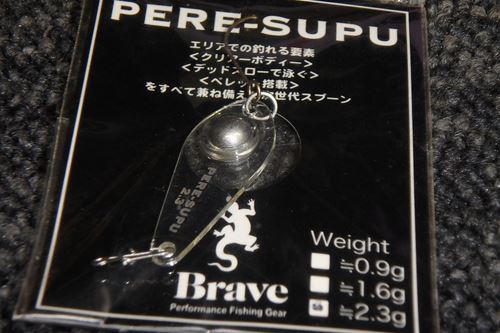 PERE-SUPU
エリアでの釣れる要素
<クリアーボディー>
<デッドスローで泳ぐ>
<ペレット搭載>
をすべて兼ね備えた次世代スプーン
PERE-SUPU
2.3
Brave
Performance Fishing Gear
Weight
≒0.9g
≒1.6g
≒2.3g